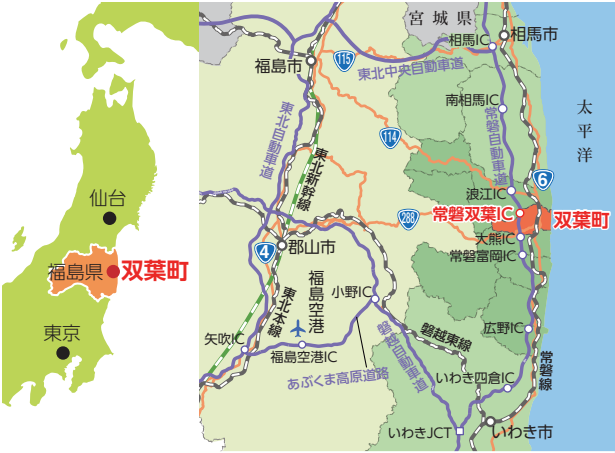 仙台
福島県
双葉町
東京
宮城県
相馬市
相馬IC
福島市
115
東北中央自動車道
南相馬IC
太平洋
東北自動車道
常磐自動車道
114
東北新幹線
浪江IC
6
常磐双葉IC
双葉町
288
大熊IC
常磐富岡IC
4
郡山市
福島空港
小野IC
東北本線
広野IC
矢吹IC
福島空港IC
磐越自動車道
磐越東線
常磐線
あぶくま高原道路
いわき四倉IC
いわきJCT
いわき市